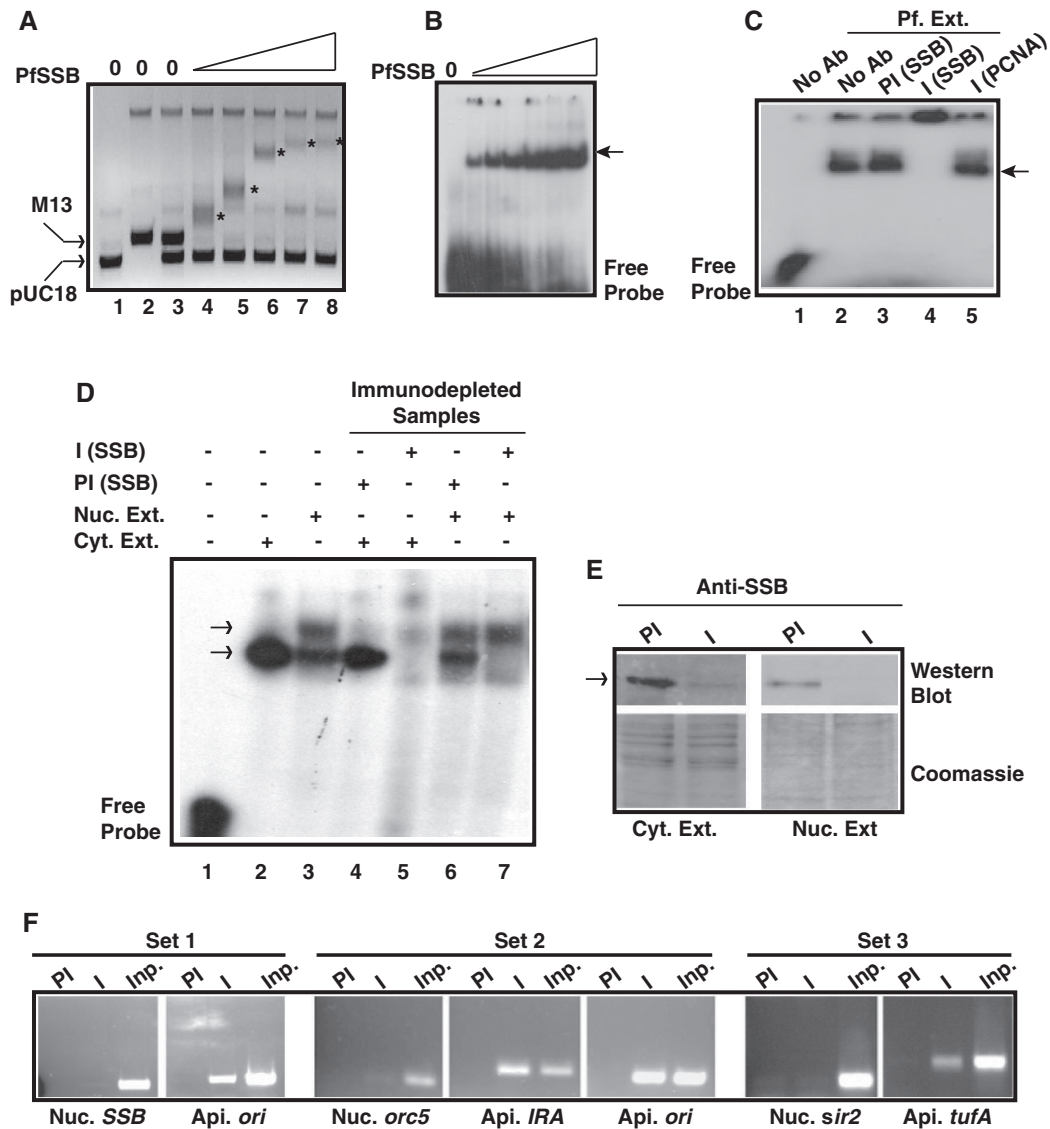 A
PfSSB 0 0 0
M13
pUC18
* * * * *
1 2 3 4 5 6 7 8
B
PfSSB 0
Free
Probe
C
Pf. Ext.
No Ab No Ab PI (SSB) I (SSB) I (PCNA)
Free
Probe
1 2 3 4 5
D
Immunodepleted
Samples
I (SSB) - - - - + - +
PI (SSB) - - - + - + -
Nuc. Ext. - - + - - + +
Cyt. Ext. - + - + + - -
Free
Probe
1 2 3 4 5 6 7
E
Anti-SSB
PI I PI I
Western
Blot
Coomassie
Cyt. Ext. Nuc. Ext
F
Set 1 Set 2 Set 3
PI I Inp. PI I Inp. PI I Inp. PI I Inp. PI I Inp. PI I Inp. PI I Inp.
Nuc. SSB Api. ori Nuc. orc5 Api. IRA Api. ori Nuc. sir2 Api. tufA